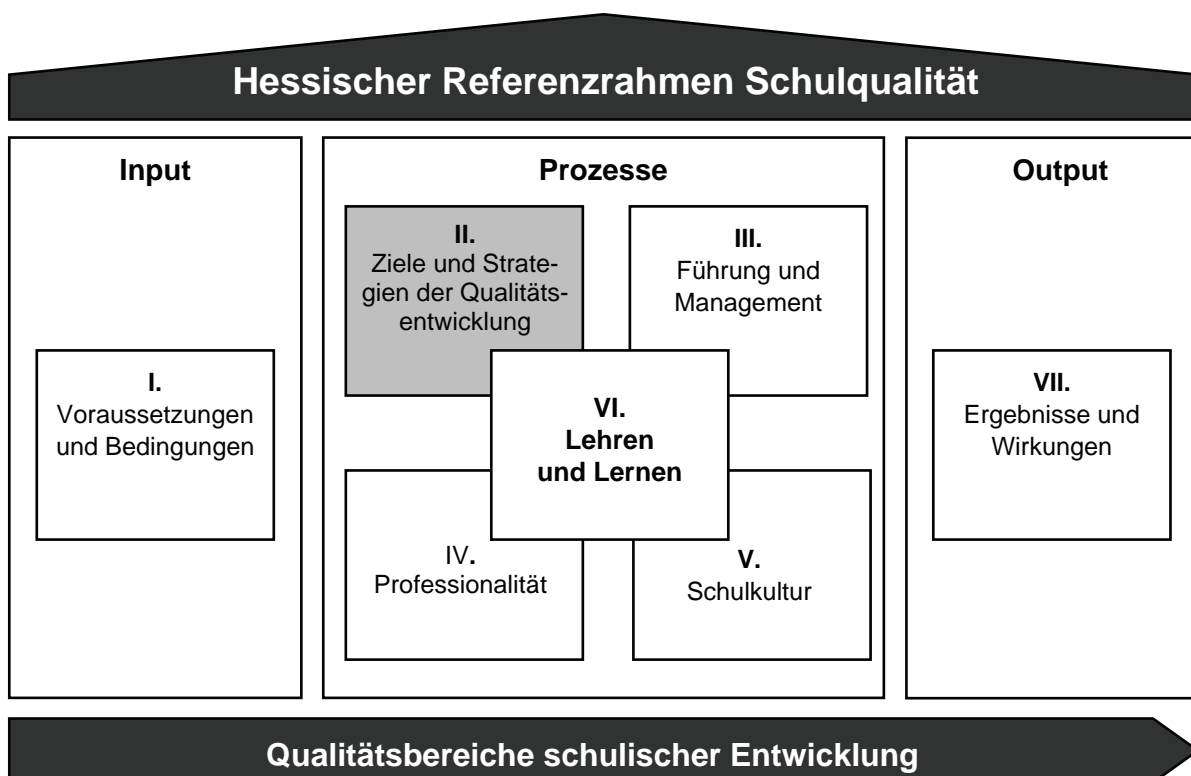 Hessischer Referenzrahmen Schulqualität
Input
Prozesse
Output
I.
Voraussetzungen
und Bedingungen
II.
Ziele und Strate-
gien der Qualitäts-
entwicklung
III.
Führung und
Management
VI.
Lehren
und Lernen
IV.
Professionalität
V.
Schulkultur
VII.
Ergebnisse und
Wirkungen
Qualitätsbereiche schulischer Entwicklung